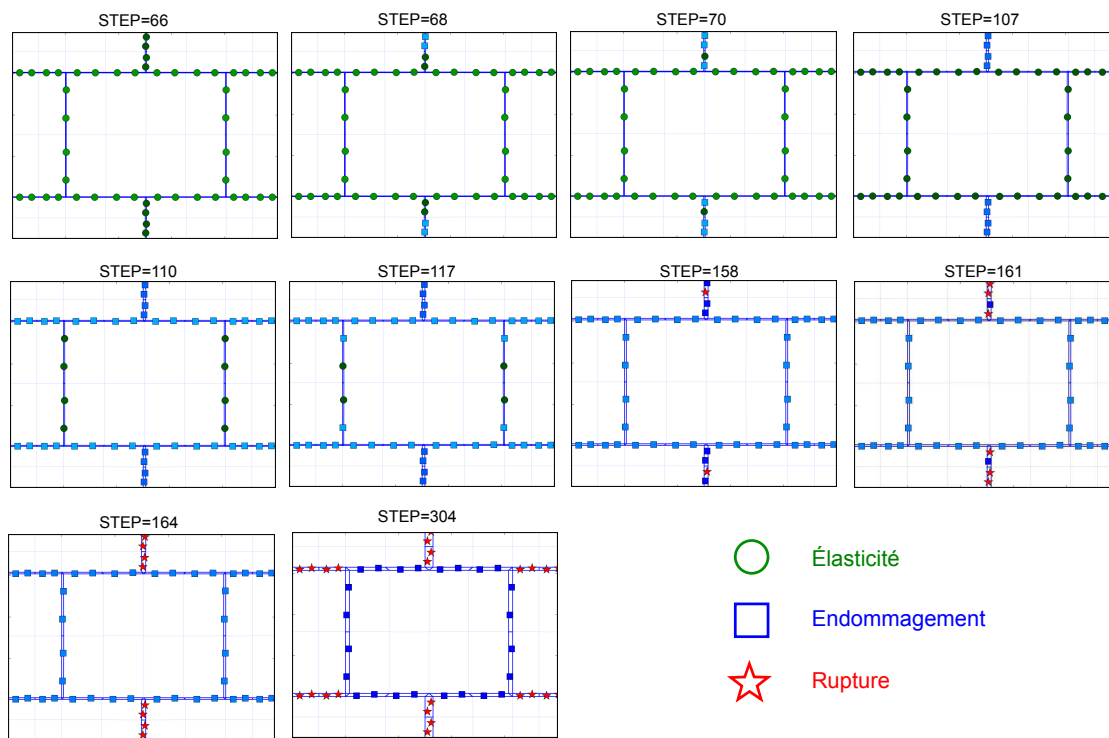 STEP=66
STEP=68
STEP=70
STEP=107
STEP=110
STEP=117
STEP=158
STEP=161
STEP=164
STEP=304
Élasticité
Endommagement
Rupture